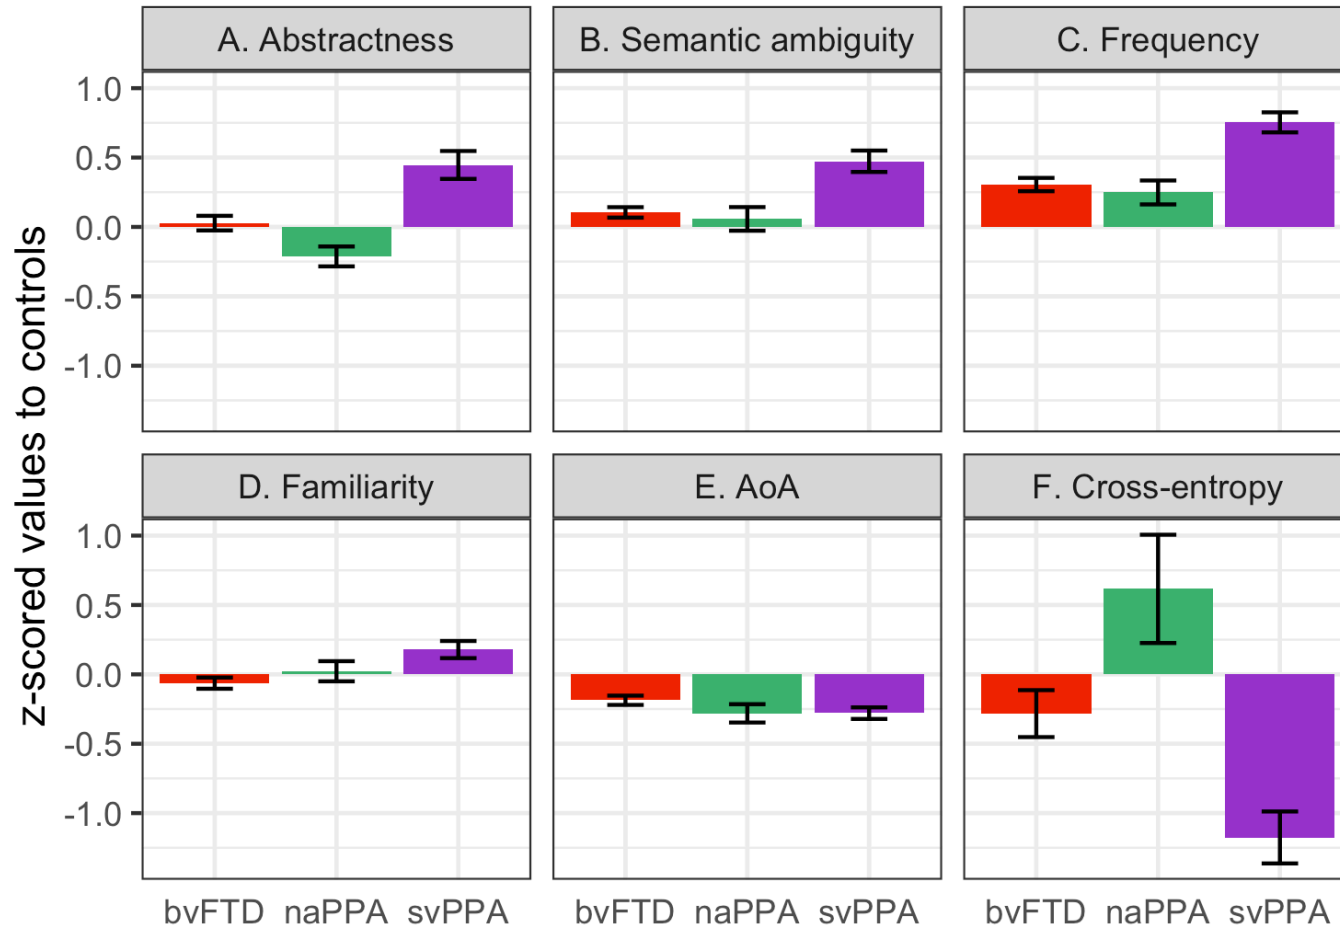 A. Abstractness
B. Semantic ambiguity
C. Frequency
1.0
0.5
0.0
-0.5
-1.0
z-scored values to controls
D. Familiarity
E. AoA
F. Cross-entropy
1.0
0.5
0.0
-0.5
-1.0
bvFTD naPPA svPPA
bvFTD naPPA svPPA
bvFTD naPPA svPPA